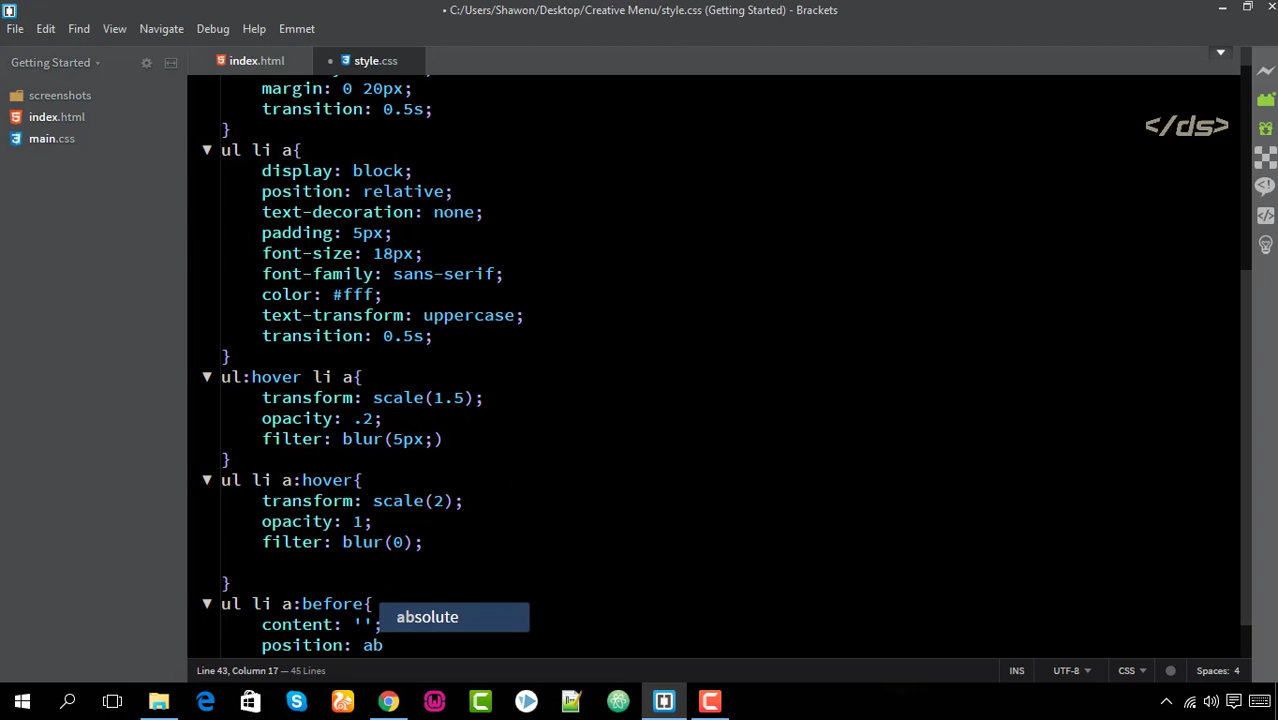 • C:/Users/Shawon/Desktop/Creative Menu/style.css (Getting Started) - Brackets
File Edit Find View Navigate Debug Help Emmet
Getting Started
index.html
• style.css
screenshots
index.html
main.css
margin: 0 20px;
transition: 0.5s;
}
</ds>
ul li a{
display: block;
position: relative;
text-decoration: none;
padding: 5px;
font-size: 18px;
font-family: sans-serif;
color: #fff;
text-transform: uppercase;
transition: 0.5s;
}
ul:hover li a{
transform: scale(1.5);
opacity: .2;
filter: blur(5px;)
}
ul li a:hover{
transform: scale(2);
opacity: 1;
filter: blur(0);
}
ul li a:before{
content: '';
absolute
position: ab
Line 43, Column 17 — 45 Lines
INS UTF-8 CSS Spaces: 4